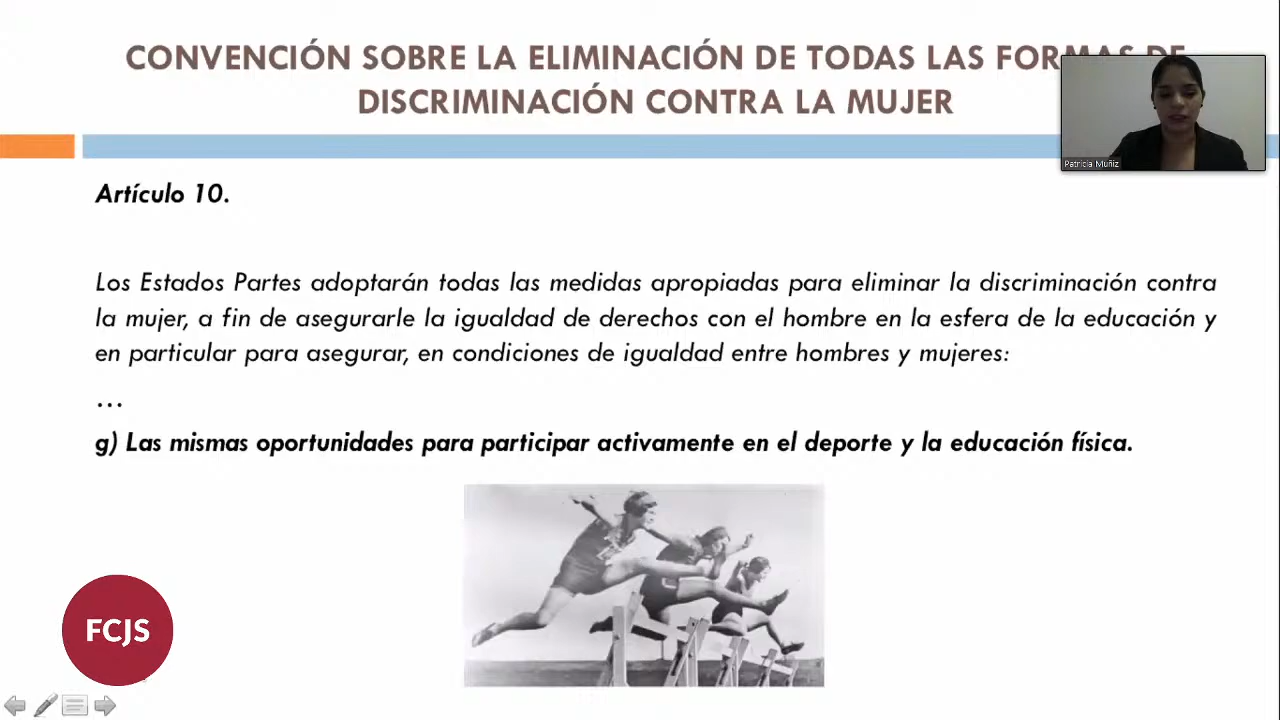 CONVENCIÓN SOBRE LA ELIMINACIÓN DE TODAS LAS FORMAS DE
DISCRIMINACIÓN CONTRA LA MUJER
Patricia Muñiz
Artículo 10.
Los Estados Partes adoptarán todas las medidas apropiadas para eliminar la discriminación contra
la mujer, a fin de asegurarle la igualdad de derechos con el hombre en la esfera de la educación y
en particular para asegurar, en condiciones de igualdad entre hombres y mujeres:
…
g) Las mismas oportunidades para participar activamente en el deporte y la educación física.
FCJS